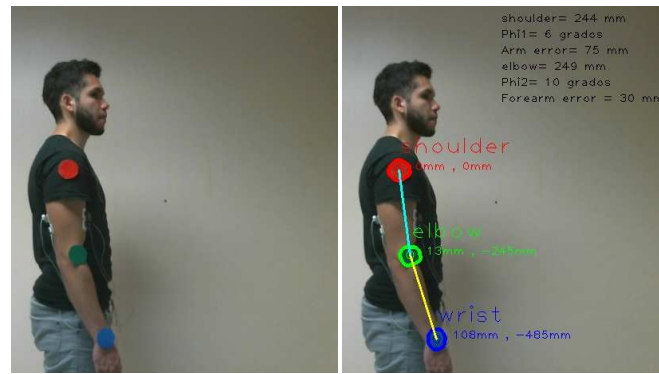 shoulder= 244 mm
Phi1= 6 grados
Arm error= 75 mm
elbow= 249 mm
Phi2= 10 grados
Forearm error = 30 mm
shoulder
0mm , 0mm
elbow
13mm , -245mm
wrist
108mm , -485mm